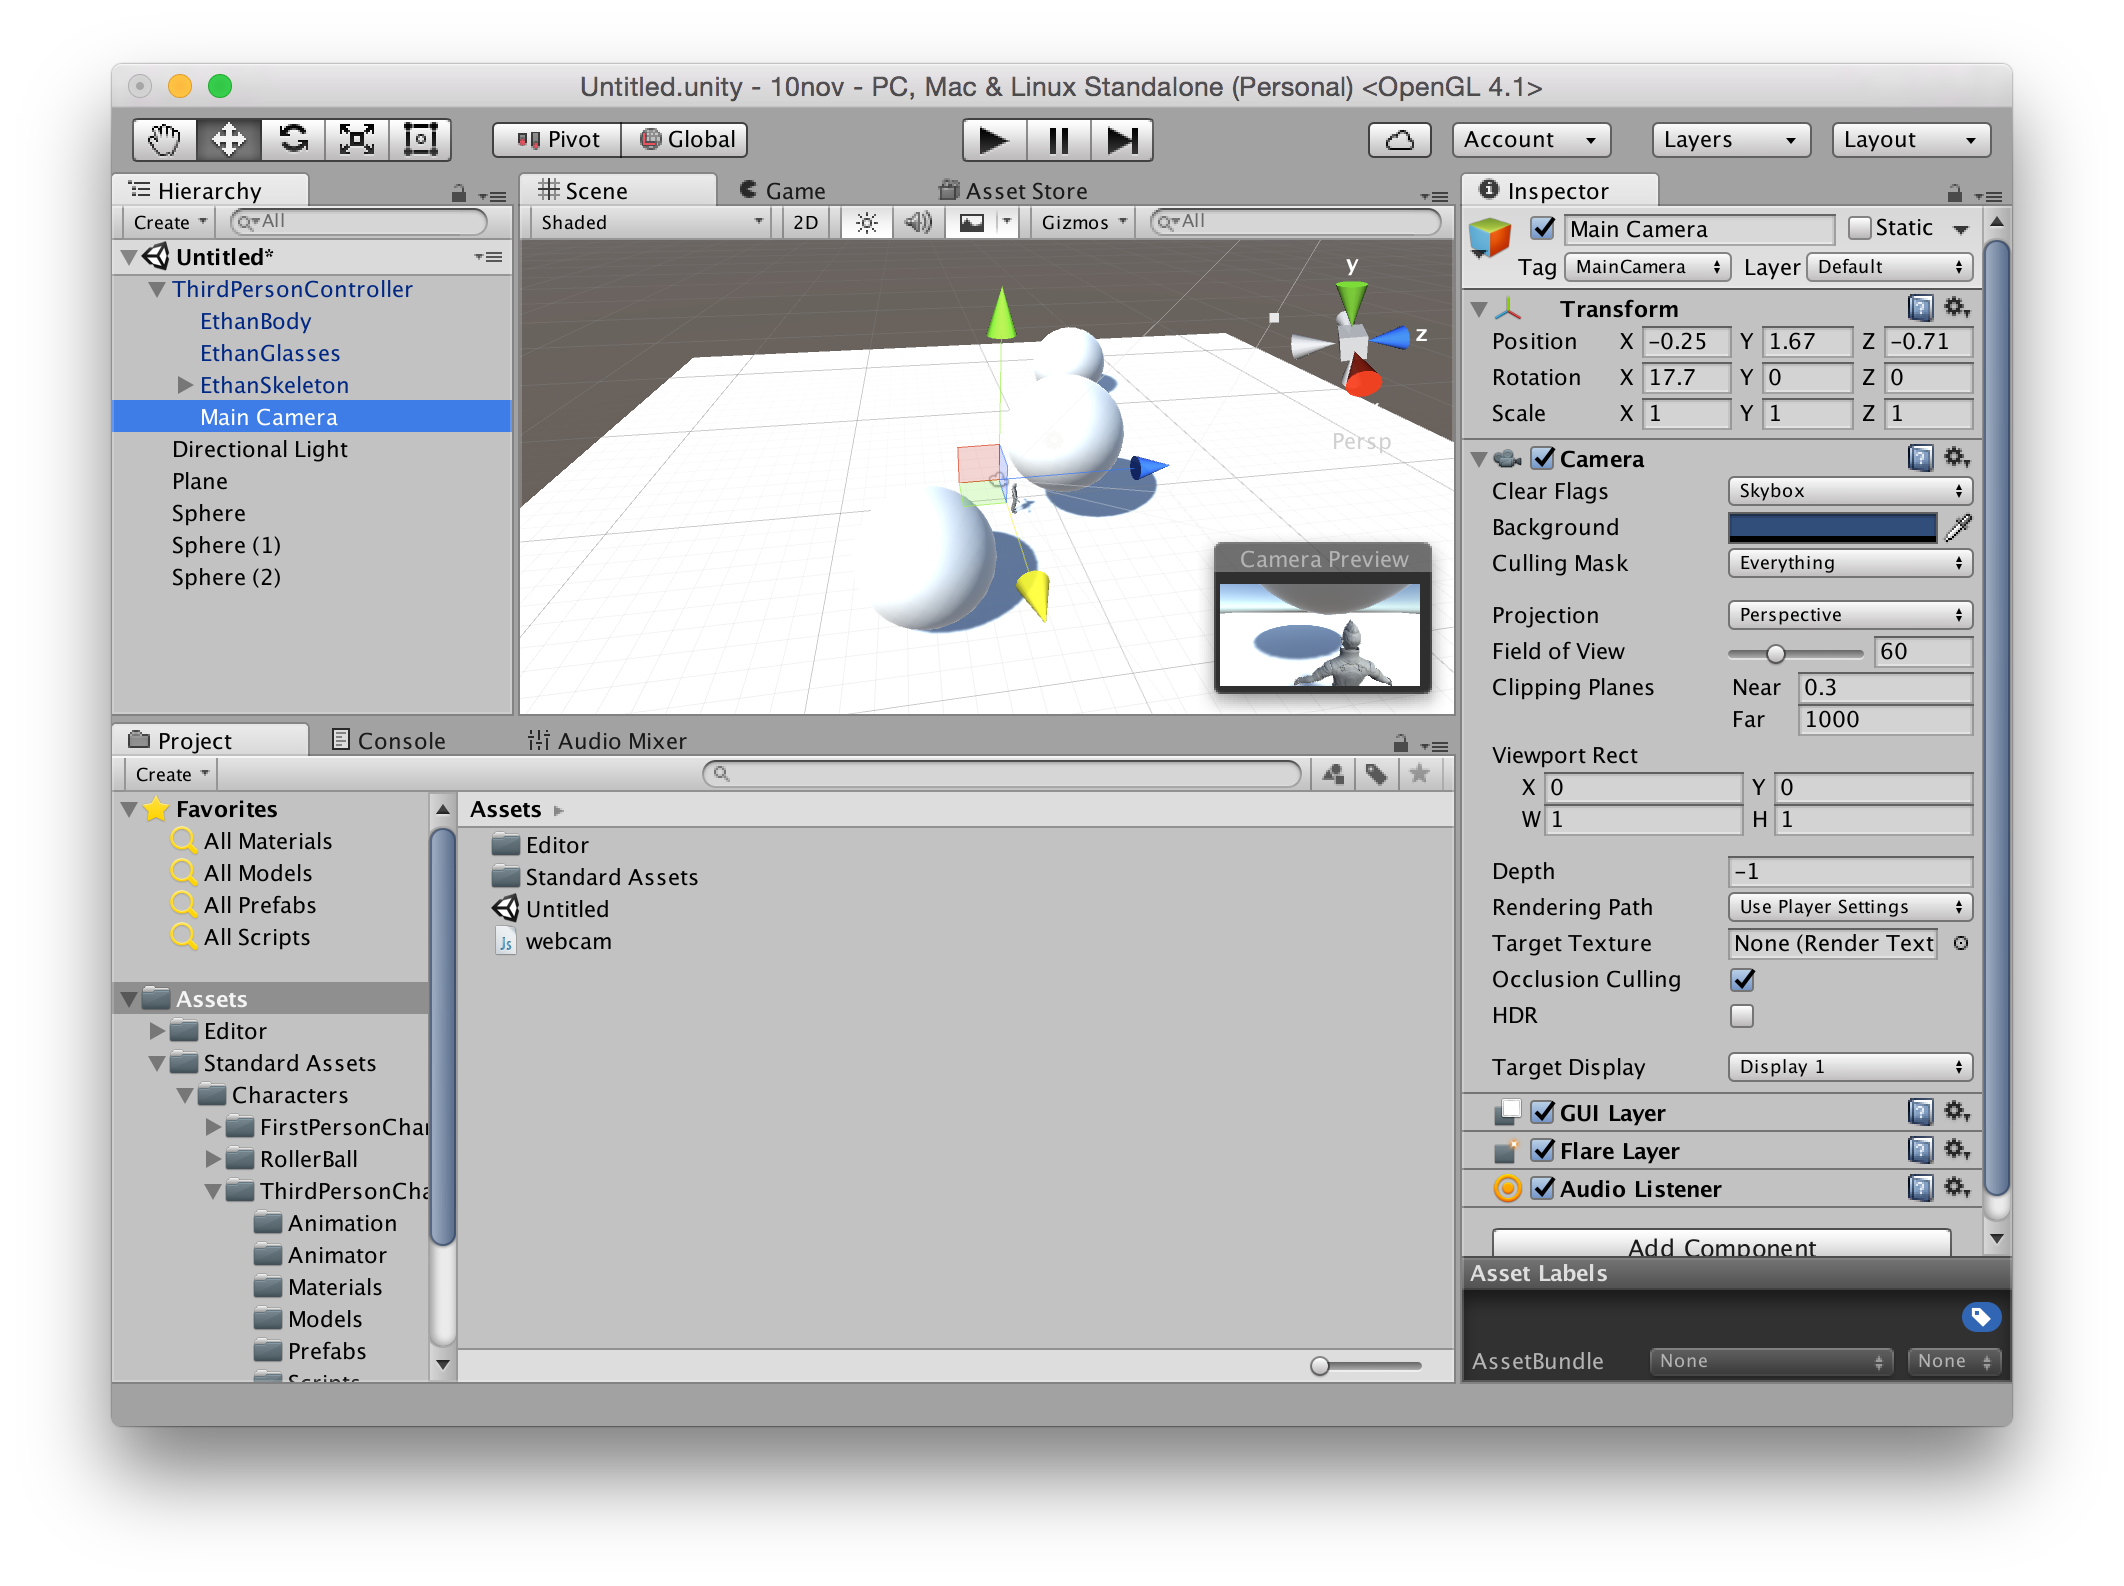 Untitled.unity - 10nov - PC, Mac & Linux Standalone (Personal) <OpenGL 4.1>
Pivot Global Account Layers Layout
Hierarchy
Create All
Untitled*
ThirdPersonController
EthanBody
EthanGlasses
EthanSkeleton
Main Camera
Directional Light
Plane
Sphere
Sphere (1)
Sphere (2)
Scene Game Asset Store
Shaded 2D Gizmos All
y
z
Persp
Camera Preview
Inspector
Main Camera Static
Tag MainCamera Layer Default
Transform
Position X -0.25 Y 1.67 Z -0.71
Rotation X 17.7 Y 0 Z 0
Scale X 1 Y 1 Z 1
Camera
Clear Flags Skybox
Background
Culling Mask Everything
Projection Perspective
Field of View 60
Clipping Planes Near 0.3
Far 1000
Viewport Rect
X 0 Y 0
W 1 H 1
Depth -1
Rendering Path Use Player Settings
Target Texture None (Render Text
Occlusion Culling
HDR
Target Display Display 1
GUI Layer
Flare Layer
Audio Listener
Add Component
Asset Labels
AssetBundle None None
Project Console Audio Mixer
Create
Favorites
All Materials
All Models
All Prefabs
All Scripts
Assets
Editor
Standard Assets
Characters
FirstPersonChar
RollerBall
ThirdPersonCha
Animation
Animator
Materials
Models
Prefabs
Scripts
Assets
Editor
Standard Assets
Untitled
Js webcam